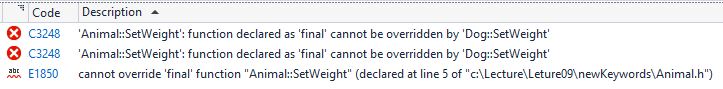 Code Description
C3248 'Animal::SetWeight': function declared as 'final' cannot be overridden by 'Dog::SetWeight'
C3248 'Animal::SetWeight': function declared as 'final' cannot be overridden by 'Dog::SetWeight'
abc E1850 cannot override 'final' function "Animal::SetWeight" (declared at line 5 of "c:\Lecture\Leture09\newKeywords\Animal.h")